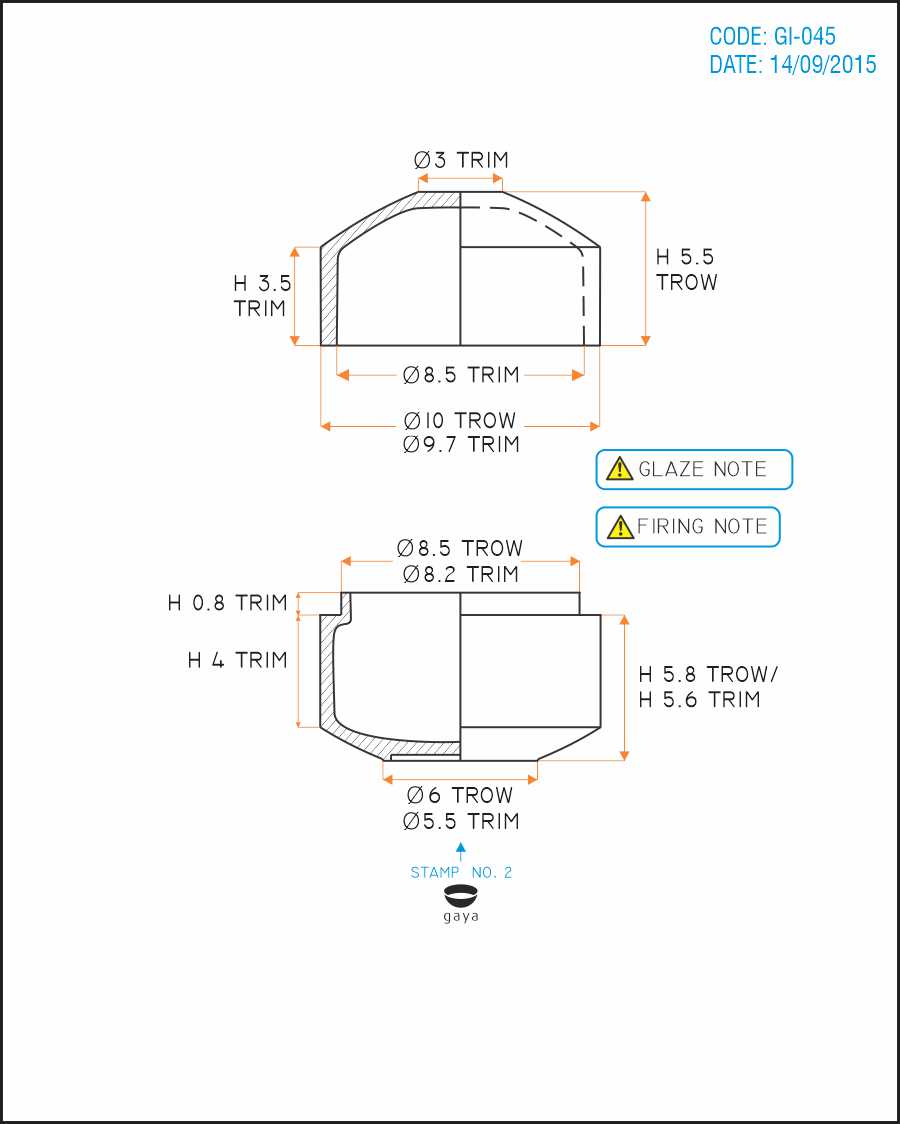 CODE: GI-045
DATE: 14/09/2015
Ø3 TRIM
H 5.5
TROW
H 3.5
TRIM
Ø8.5 TRIM
Ø10 TROW
Ø9.7 TRIM
GLAZE NOTE
FIRING NOTE
Ø8.5 TROW
Ø8.2 TRIM
H 0.8 TRIM
H 4 TRIM
H 5.8 TROW/
H 5.6 TRIM
Ø6 TROW
Ø5.5 TRIM
STAMP NO. 2
gaya